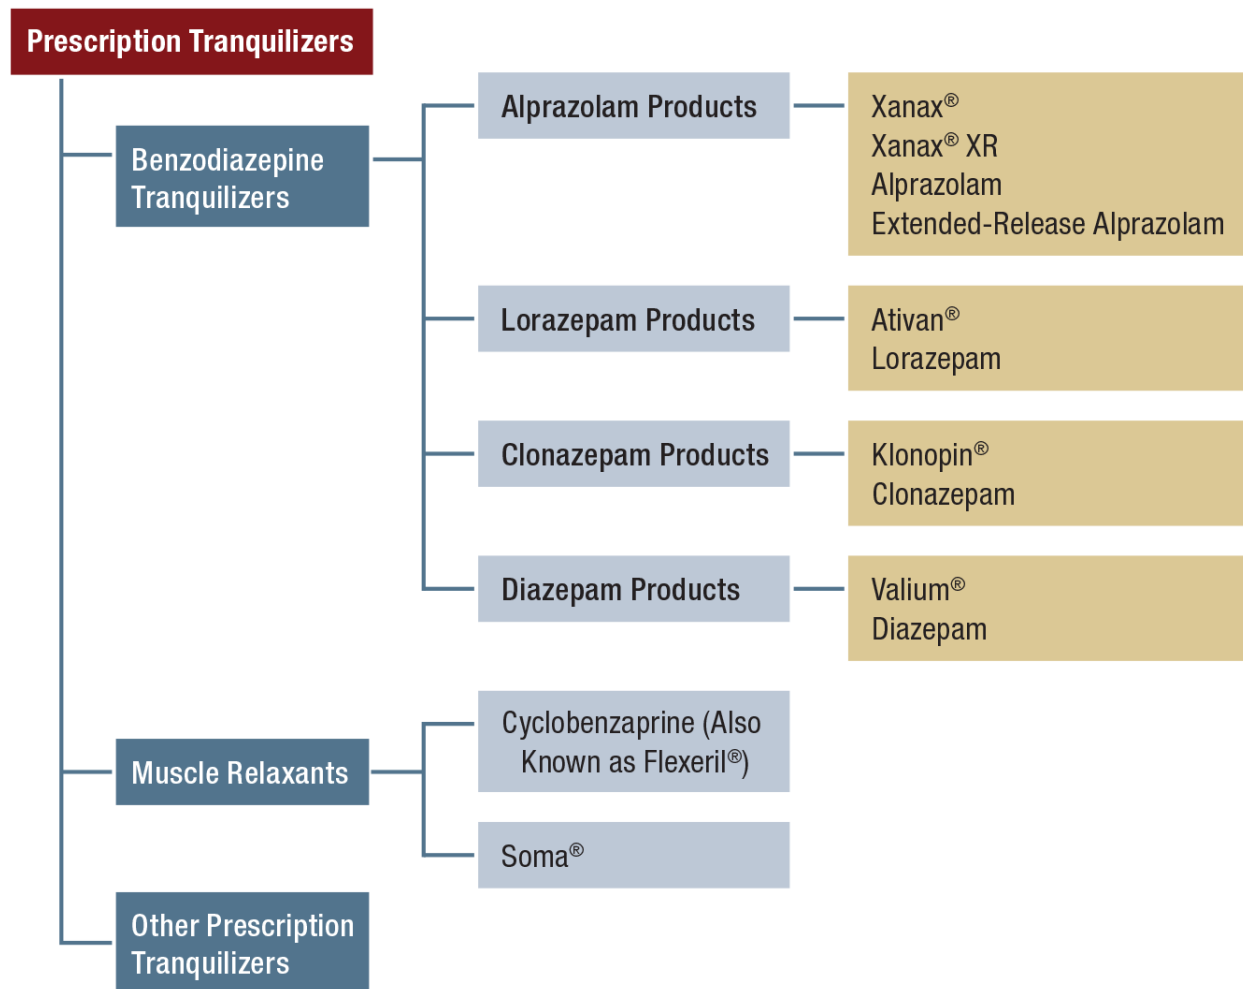 Prescription Tranquilizers
Benzodiazepine
Tranquilizers
Alprazolam Products
Xanax®
Xanax® XR
Alprazolam
Extended-Release Alprazolam
Lorazepam Products
Ativan®
Lorazepam
Clonazepam Products
Klonopin®
Clonazepam
Diazepam Products
Valium®
Diazepam
Muscle Relaxants
Cyclobenzaprine (Also
Known as Flexeril®)
Soma®
Other Prescription
Tranquilizers